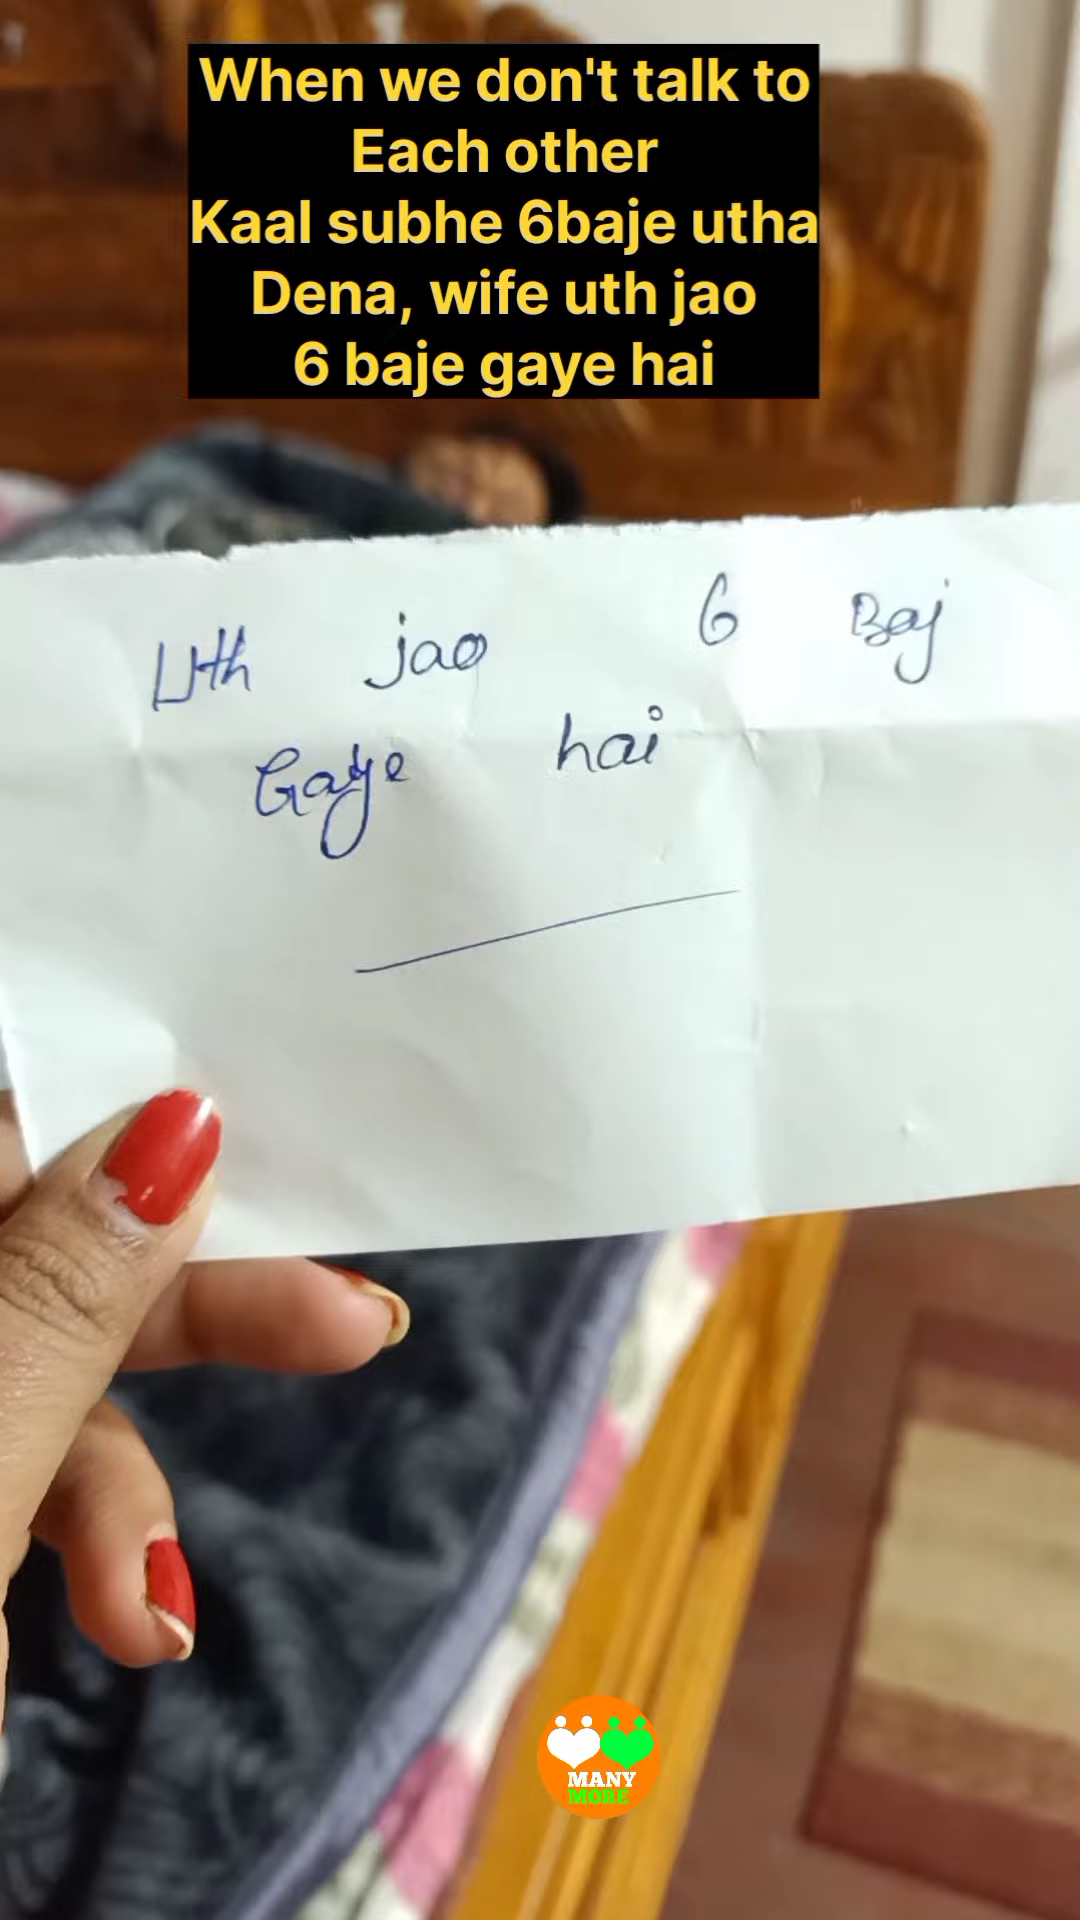 When we don't talk to
Each other
Kaal subhe 6baje utha
Dena, wife uth jao
6 baje gaye hai
Uth jao 6 Baj
Gaye hai
MANY
MORE